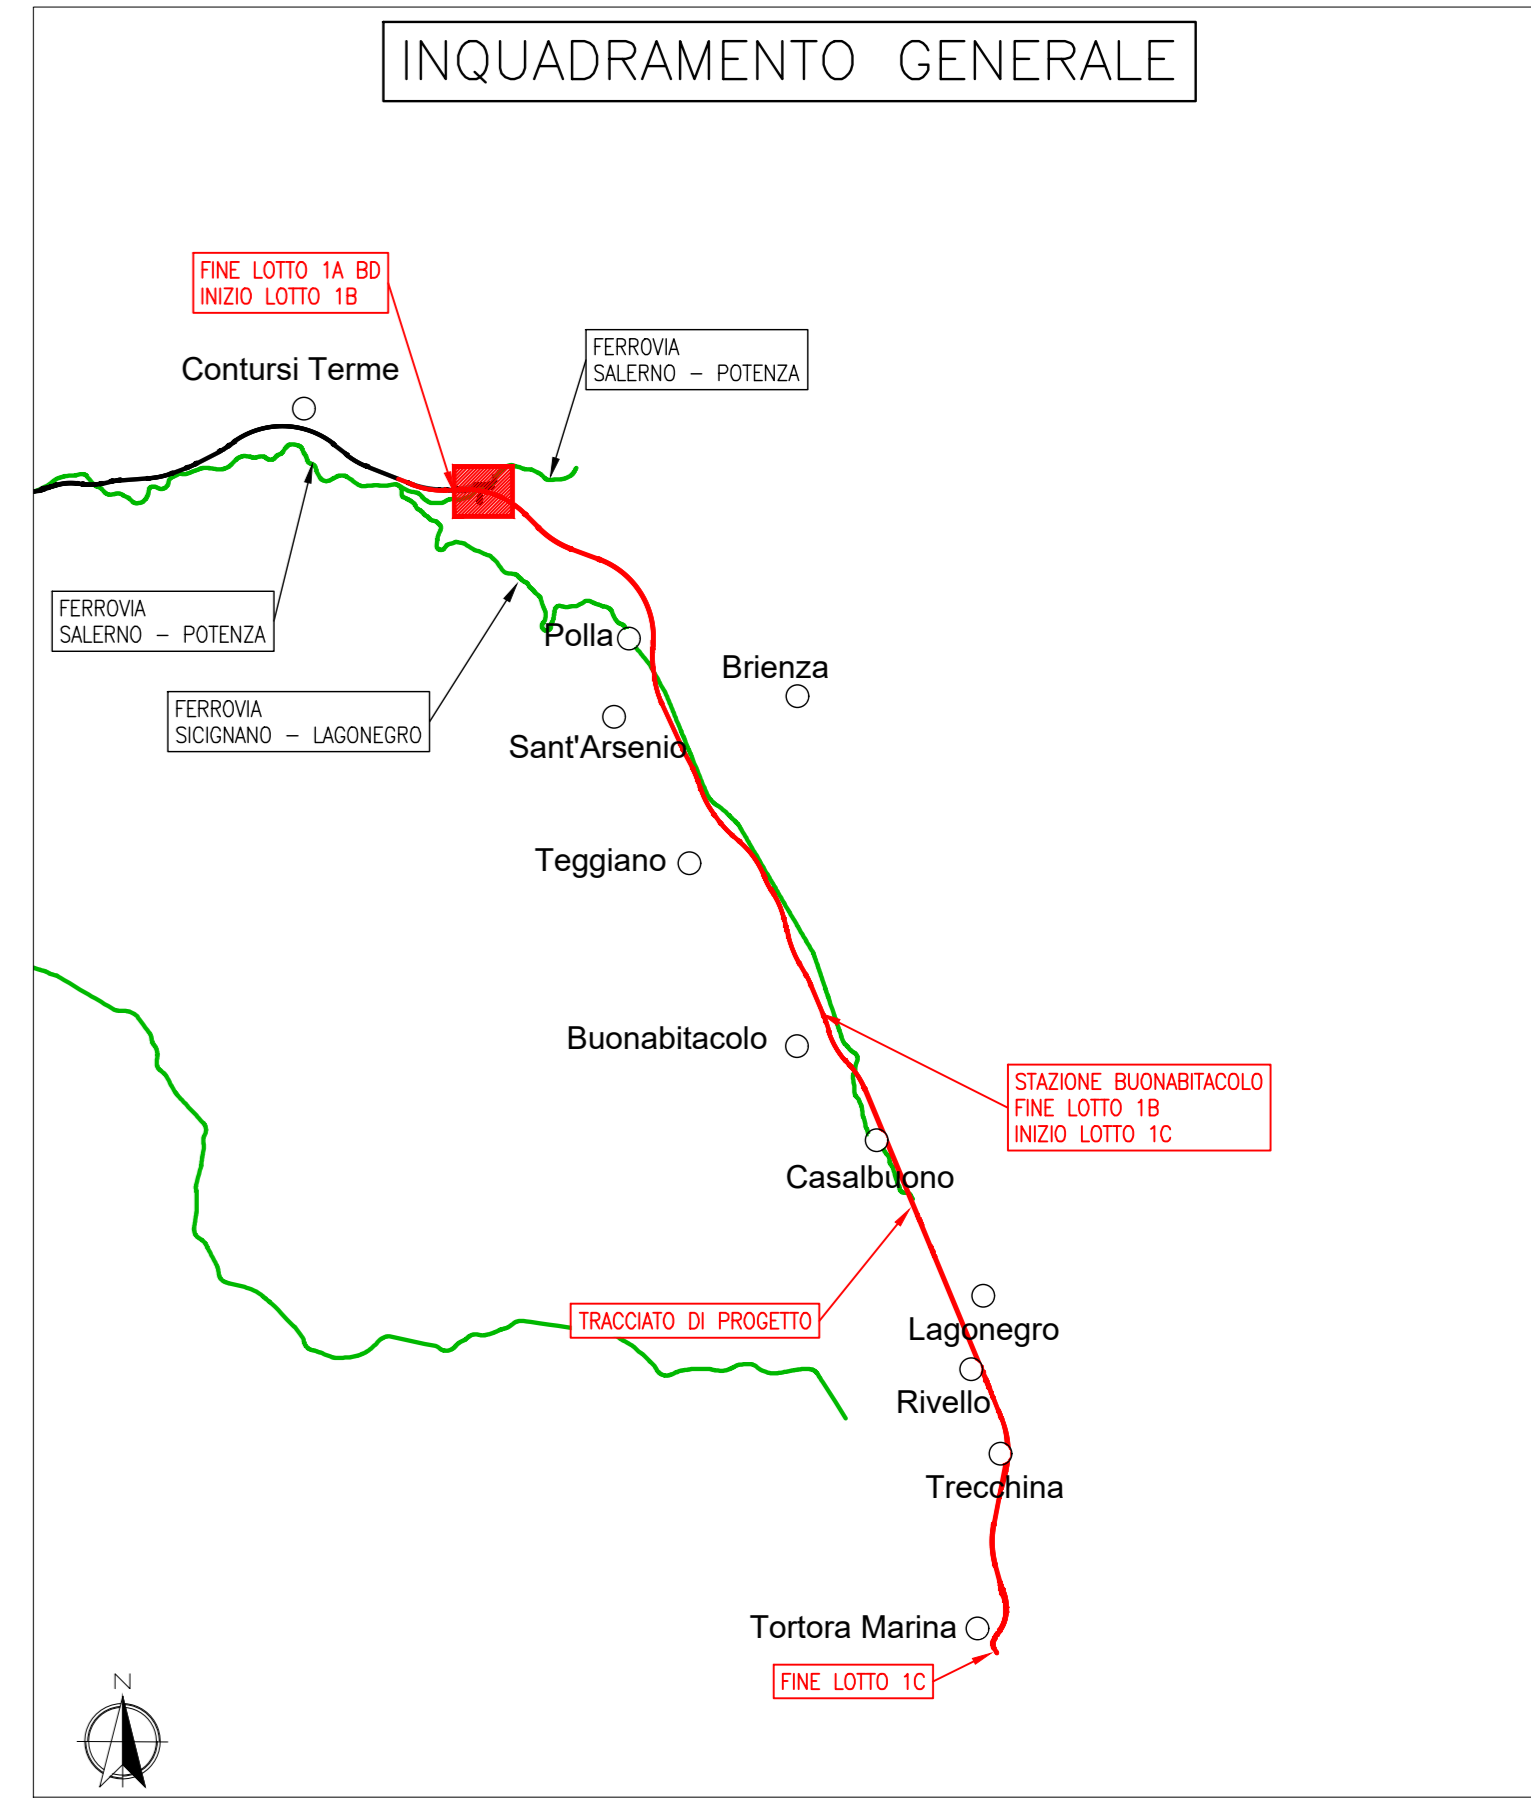 INQUADRAMENTO GENERALE
FINE LOTTO 1A BD
INIZIO LOTTO 1B
FERROVIA
SALERNO – POTENZA
Contursi Terme
FERROVIA
SALERNO – POTENZA
Polla
Brienza
FERROVIA
SICIGNANO – LAGONEGRO
Sant'Arsenio
Teggiano
Buonabitacolo
STAZIONE BUONABITACOLO
FINE LOTTO 1B
INIZIO LOTTO 1C
Casalbuono
TRACCIATO DI PROGETTO
Lagonegro
Rivello
Trecchina
Tortora Marina
FINE LOTTO 1C
N